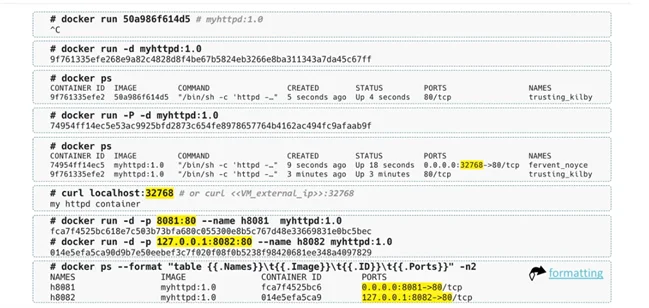 # docker run 50a986f614d5 # myhttpd:1.0
^C
# docker run -d myhttpd:1.0
9f761335efe268e9a82c4828d8f4be67b5824eb3266e8ba311343a7da45c67ff
# docker ps
CONTAINER ID IMAGE COMMAND CREATED STATUS PORTS NAMES
9f761335efe2 50a986f614d5 "/bin/sh -c 'httpd -…" 5 seconds ago Up 4 seconds 80/tcp trusting_kilby
# docker run -P -d myhttpd:1.0
74954ff14ec5e53ac9925bfd2873c654fe8978657764b4162ac494fc9afaab9f
# docker ps
CONTAINER ID IMAGE COMMAND CREATED STATUS PORTS NAMES
74954ff14ec5 myhttpd:1.0 "/bin/sh -c 'httpd -…" 9 seconds ago Up 18 seconds 0.0.0.0:32768->80/tcp fervent_noyce
9f761335efe2 myhttpd:1.0 "/bin/sh -c 'httpd -…" 3 minutes ago Up 3 minutes 80/tcp trusting_kilby
# curl localhost:32768 # or curl <<VM_external_ip>>:32768
my httpd container
# docker run -d -p 8081:80 --name h8081 myhttpd:1.0
fca7f4525bc618e7c503b73bfa680c055300e8b5c767d48e33669831e0bc5bec
# docker run -d -p 127.0.0.1:8082:80 --name h8082 myhttpd:1.0
014e5efa5ca90d9b7e50eebef3c7f020f08f0b5238f98420681ee348a4097829
# docker ps --format "table {{.Names}}\t{{.Image}}\t{{.ID}}\t{{.Ports}}" -n2
NAMES IMAGE CONTAINER ID PORTS
h8081 myhttpd:1.0 fca7f4525bc6 0.0.0.0:8081->80/tcp
h8082 myhttpd:1.0 014e5efa5ca9 127.0.0.1:8082->80/tcp
formatting